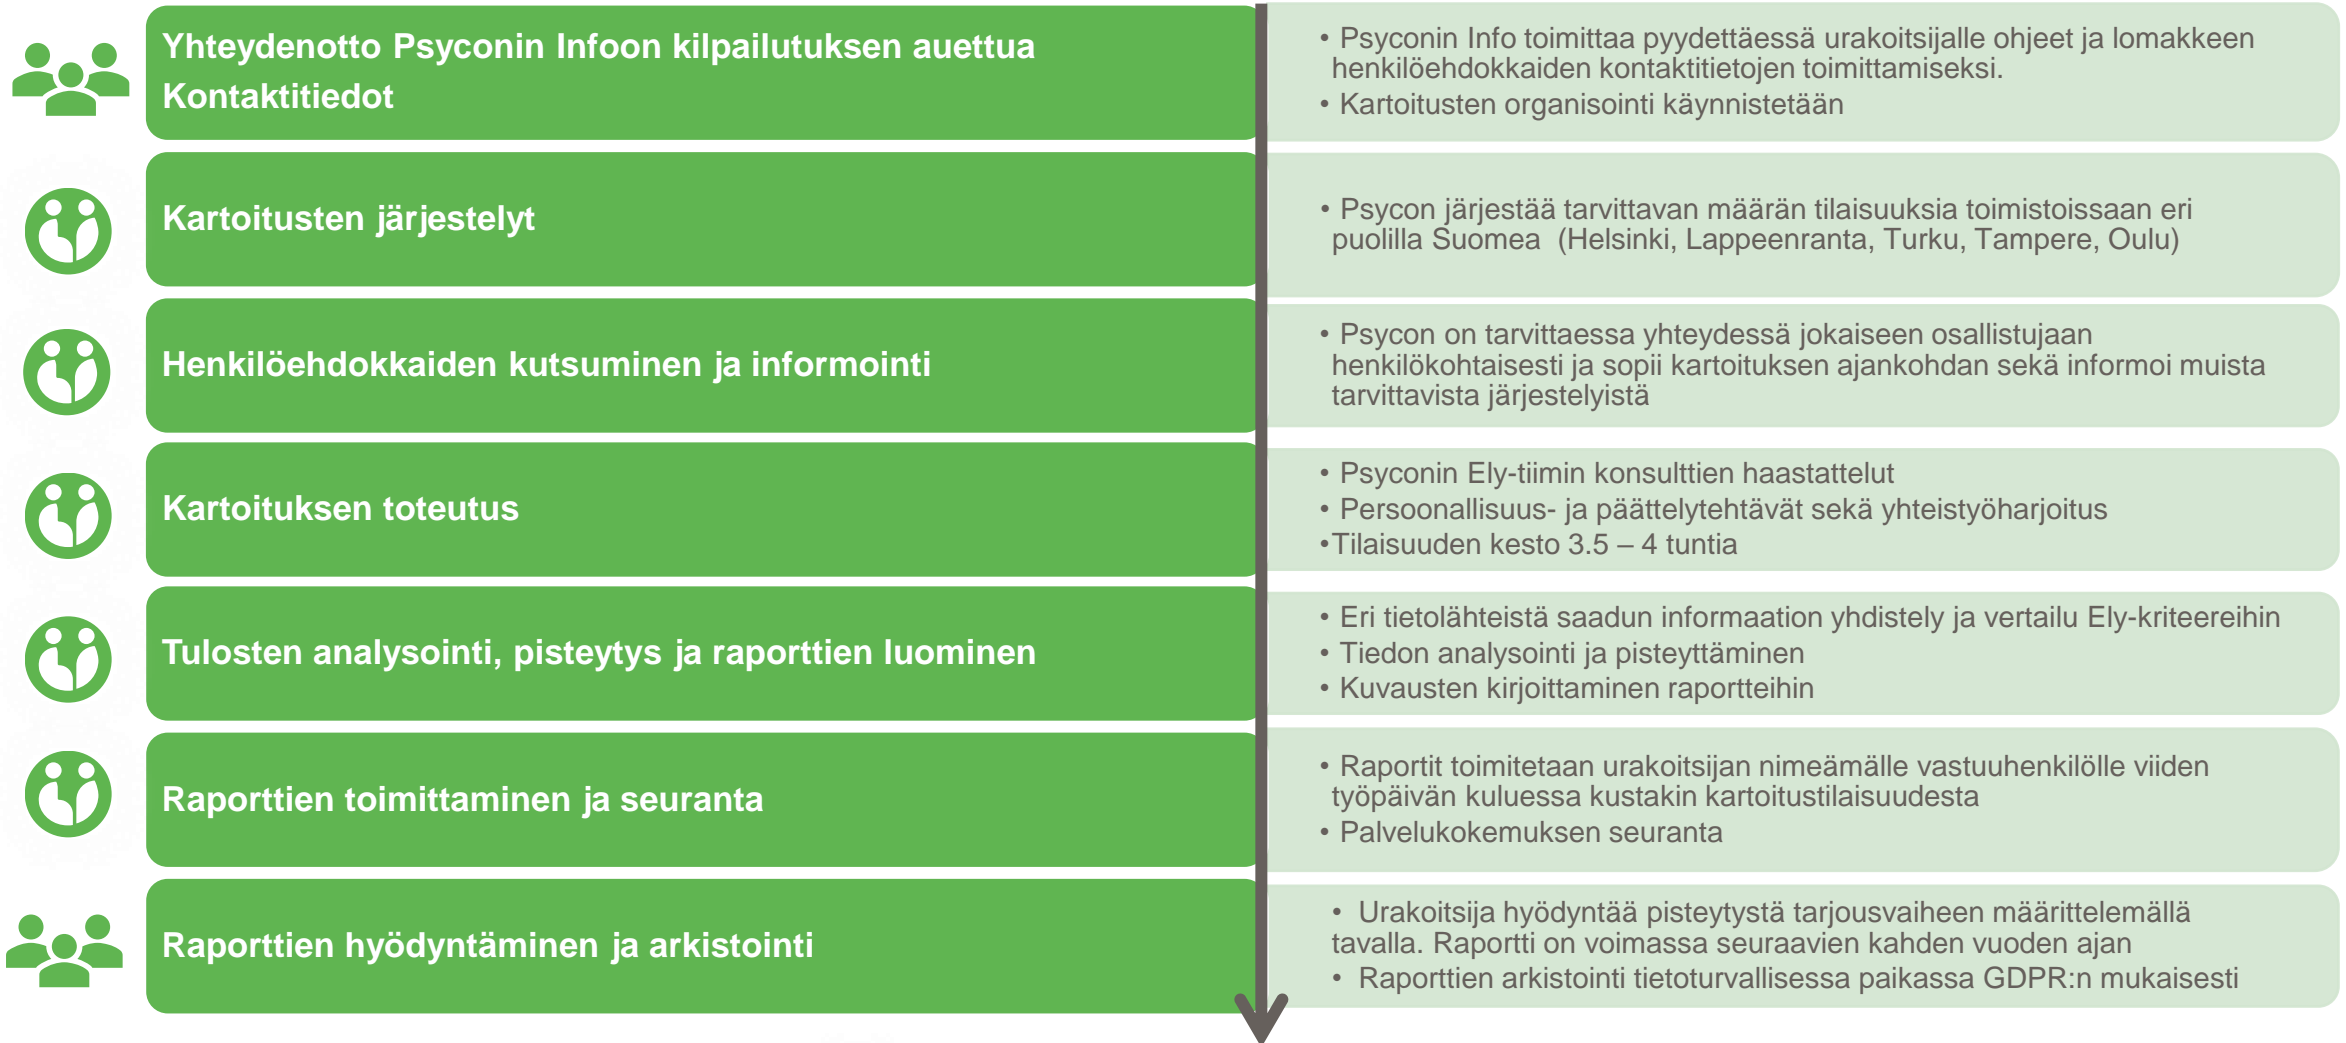 Yhteydenotto Psyconin Infoon kilpailutuksen auettua
Kontaktitiedot
• Psyconin Info toimittaa pyydettäessä urakoitsijalle ohjeet ja lomakkeen
henkilöehdokkaiden kontaktitietojen toimittamiseksi.
• Kartoitusten organisointi käynnistetään
Kartoitusten järjestelyt
• Psycon järjestää tarvittavan määrän tilaisuuksia toimistoissaan eri
puolilla Suomea (Helsinki, Lappeenranta, Turku, Tampere, Oulu)
Henkilöehdokkaiden kutsuminen ja informointi
• Psycon on tarvittaessa yhteydessä jokaiseen osallistujaan
henkilökohtaisesti ja sopii kartoituksen ajankohdan sekä informoi muista
tarvittavista järjestelyistä
Kartoituksen toteutus
• Psyconin Ely-tiimin konsulttien haastattelut
• Persoonallisuus- ja päättelytehtävät sekä yhteistyöharjoitus
•Tilaisuuden kesto 3.5 – 4 tuntia
Tulosten analysointi, pisteytys ja raporttien luominen
• Eri tietolähteistä saadun informaation yhdistely ja vertailu Ely-kriteereihin
• Tiedon analysointi ja pisteyttäminen
• Kuvausten kirjoittaminen raportteihin
Raporttien toimittaminen ja seuranta
• Raportit toimitetaan urakoitsijan nimeämälle vastuuhenkilölle viiden
työpäivän kuluessa kustakin kartoitustilaisuudesta
• Palvelukokemuksen seuranta
Raporttien hyödyntäminen ja arkistointi
• Urakoitsija hyödyntää pisteytystä tarjousvaiheen määrittelemällä
tavalla. Raportti on voimassa seuraavien kahden vuoden ajan
• Raporttien arkistointi tietoturvallisessa paikassa GDPR:n mukaisesti